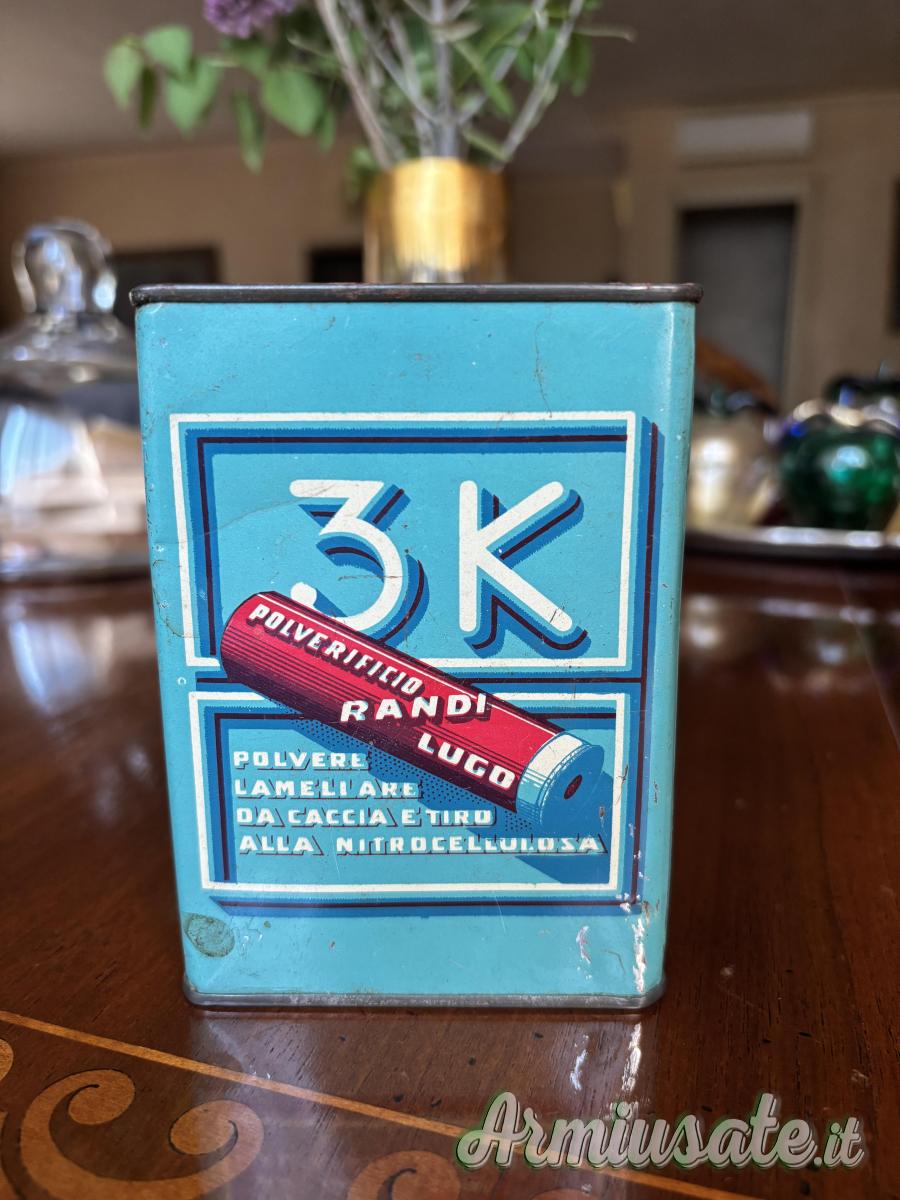 3K
POLVERIFICIO
RANDI
LUGO
POLVERE
LAMELLARE
DA CACCIA E TIRO
ALLA NITROCELLULOSA
Armiusate.it